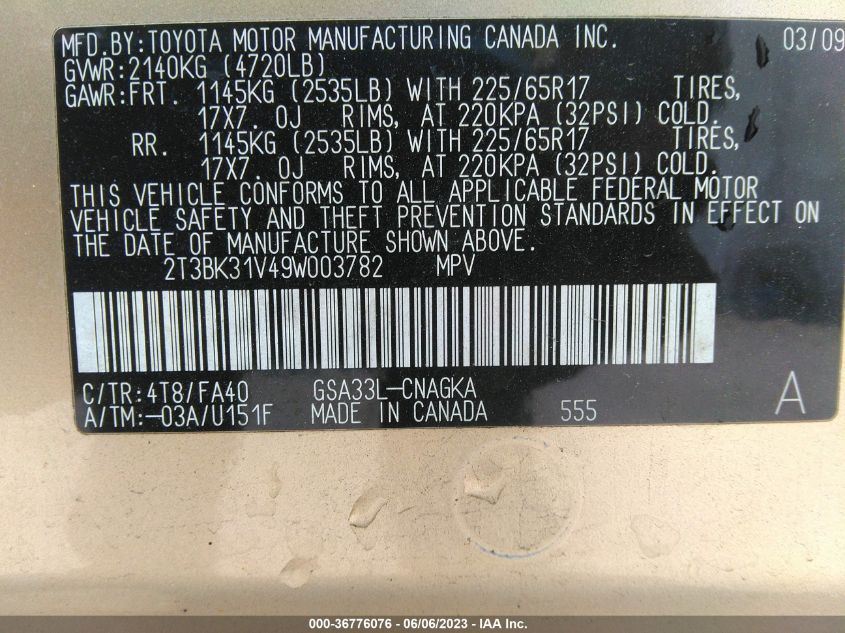 MFD.BY:TOYOTA MOTOR MANUFACTURING CANADA INC. 03/09
GVWR:2140KG (4720LB)
GAWR:FRT. 1145KG (2535LB) WITH 225/65R17 TIRES,
17X7. OJ RIMS, AT 220KPA (32PSI) COLD.
RR. 1145KG (2535LB) WITH 225/65R17 TIRES,
17X7. OJ RIMS, AT 220KPA (32PSI) COLD.
THIS VEHICLE CONFORMS TO ALL APPLICABLE FEDERAL MOTOR
VEHICLE SAFETY AND THEFT PREVENTION STANDARDS IN EFFECT ON
THE DATE OF MANUFACTURE SHOWN ABOVE.
2T3BK31V49W003782 MPV
C/TR:4T8/FA40 GSA33L-CNAGKA A
A/TM:-03A/U151F MADE IN CANADA 555
000-36776076 - 06/06/2023 - IAA Inc.